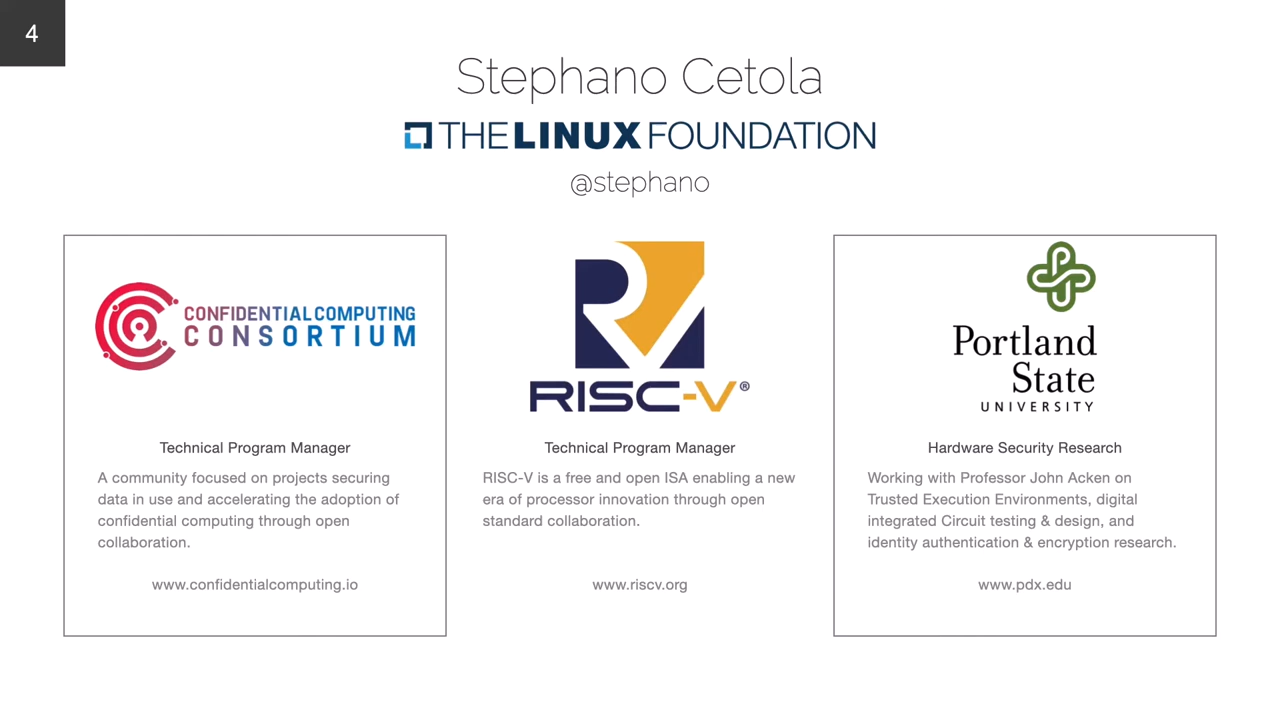 4
Stephano Cetola
THE LINUX FOUNDATION
@stephano
CONFIDENTIAL COMPUTING
CONSORTIUM
Technical Program Manager
A community focused on projects securing
data in use and accelerating the adoption of
confidential computing through open
collaboration.
www.confidentialcomputing.io
RISC-V®
Technical Program Manager
RISC-V is a free and open ISA enabling a new
era of processor innovation through open
standard collaboration.
www.riscv.org
Portland
State
UNIVERSITY
Hardware Security Research
Working with Professor John Acken on
Trusted Execution Environments, digital
integrated Circuit testing & design, and
identity authentication & encryption research.
www.pdx.edu